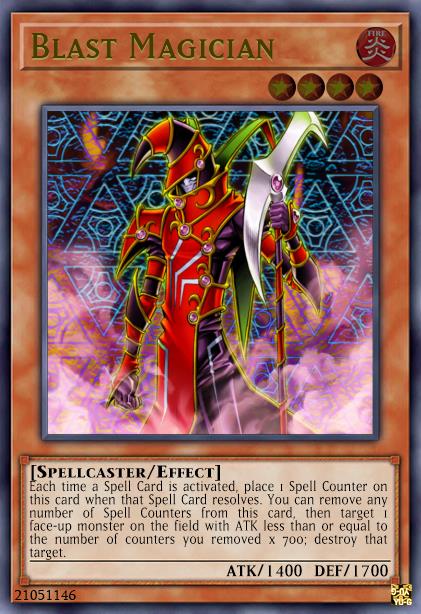 Blast Magician
FIRE
炎
[Spellcaster/Effect]
Each time a Spell Card is activated, place 1 Spell Counter on
this card when that Spell Card resolves. You can remove any
number of Spell Counters from this card, then target 1
face-up monster on the field with ATK less than or equal to
the number of counters you removed x 700; destroy that
target.
ATK/1400 DEF/1700
21051146